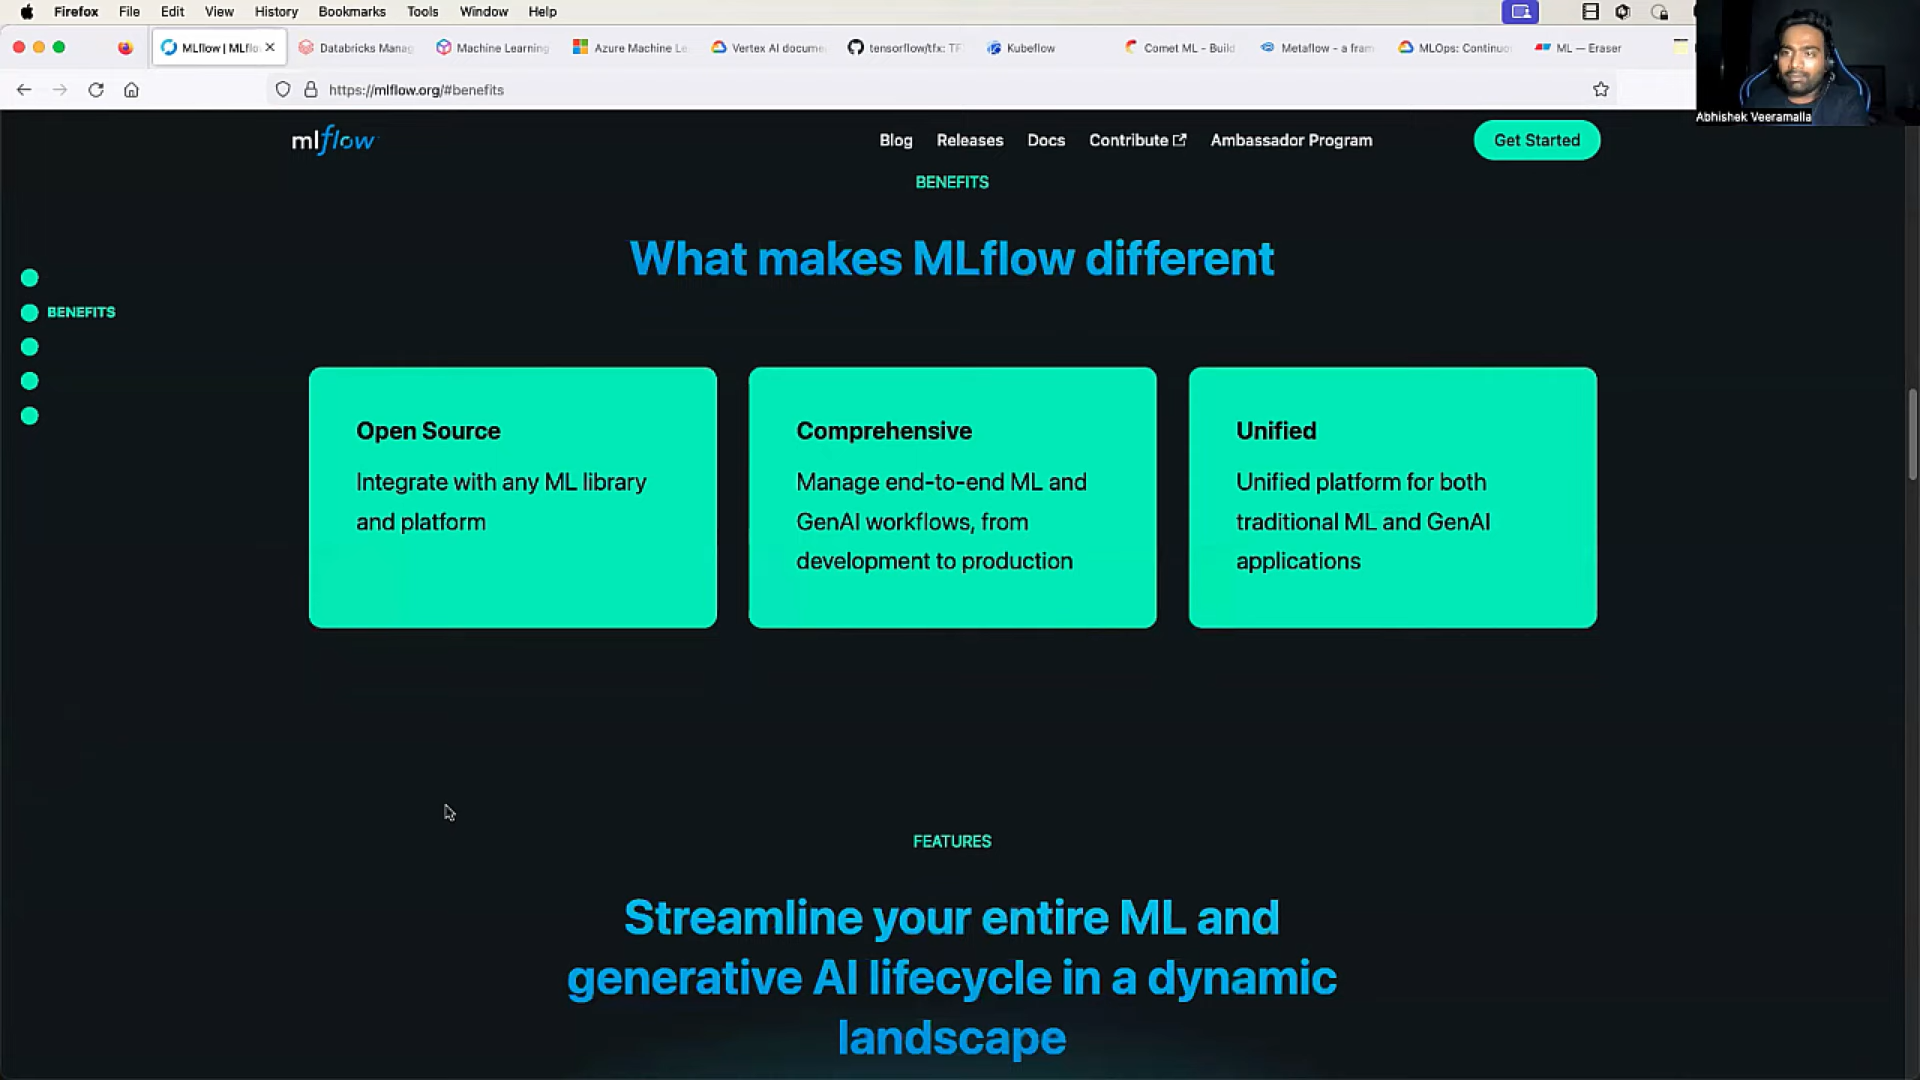 Firefox File Edit View History Bookmarks Tools Window Help
MLflow | MLflo
Databricks Manag
Machine Learning
Azure Machine Le
Vertex AI docume
tensorflow/tfx: TF
Kubeflow
Comet ML - Build
Metaflow - a fram
MLOps: Continuo
ML — Eraser
https://mlflow.org/#benefits
Abhishek Veeramalla
mlflow
Blog Releases Docs Contribute Ambassador Program Get Started
BENEFITS
What makes MLflow different
BENEFITS
Open Source
Integrate with any ML library
and platform
Comprehensive
Manage end-to-end ML and
GenAI workflows, from
development to production
Unified
Unified platform for both
traditional ML and GenAI
applications
FEATURES
Streamline your entire ML and
generative AI lifecycle in a dynamic
landscape